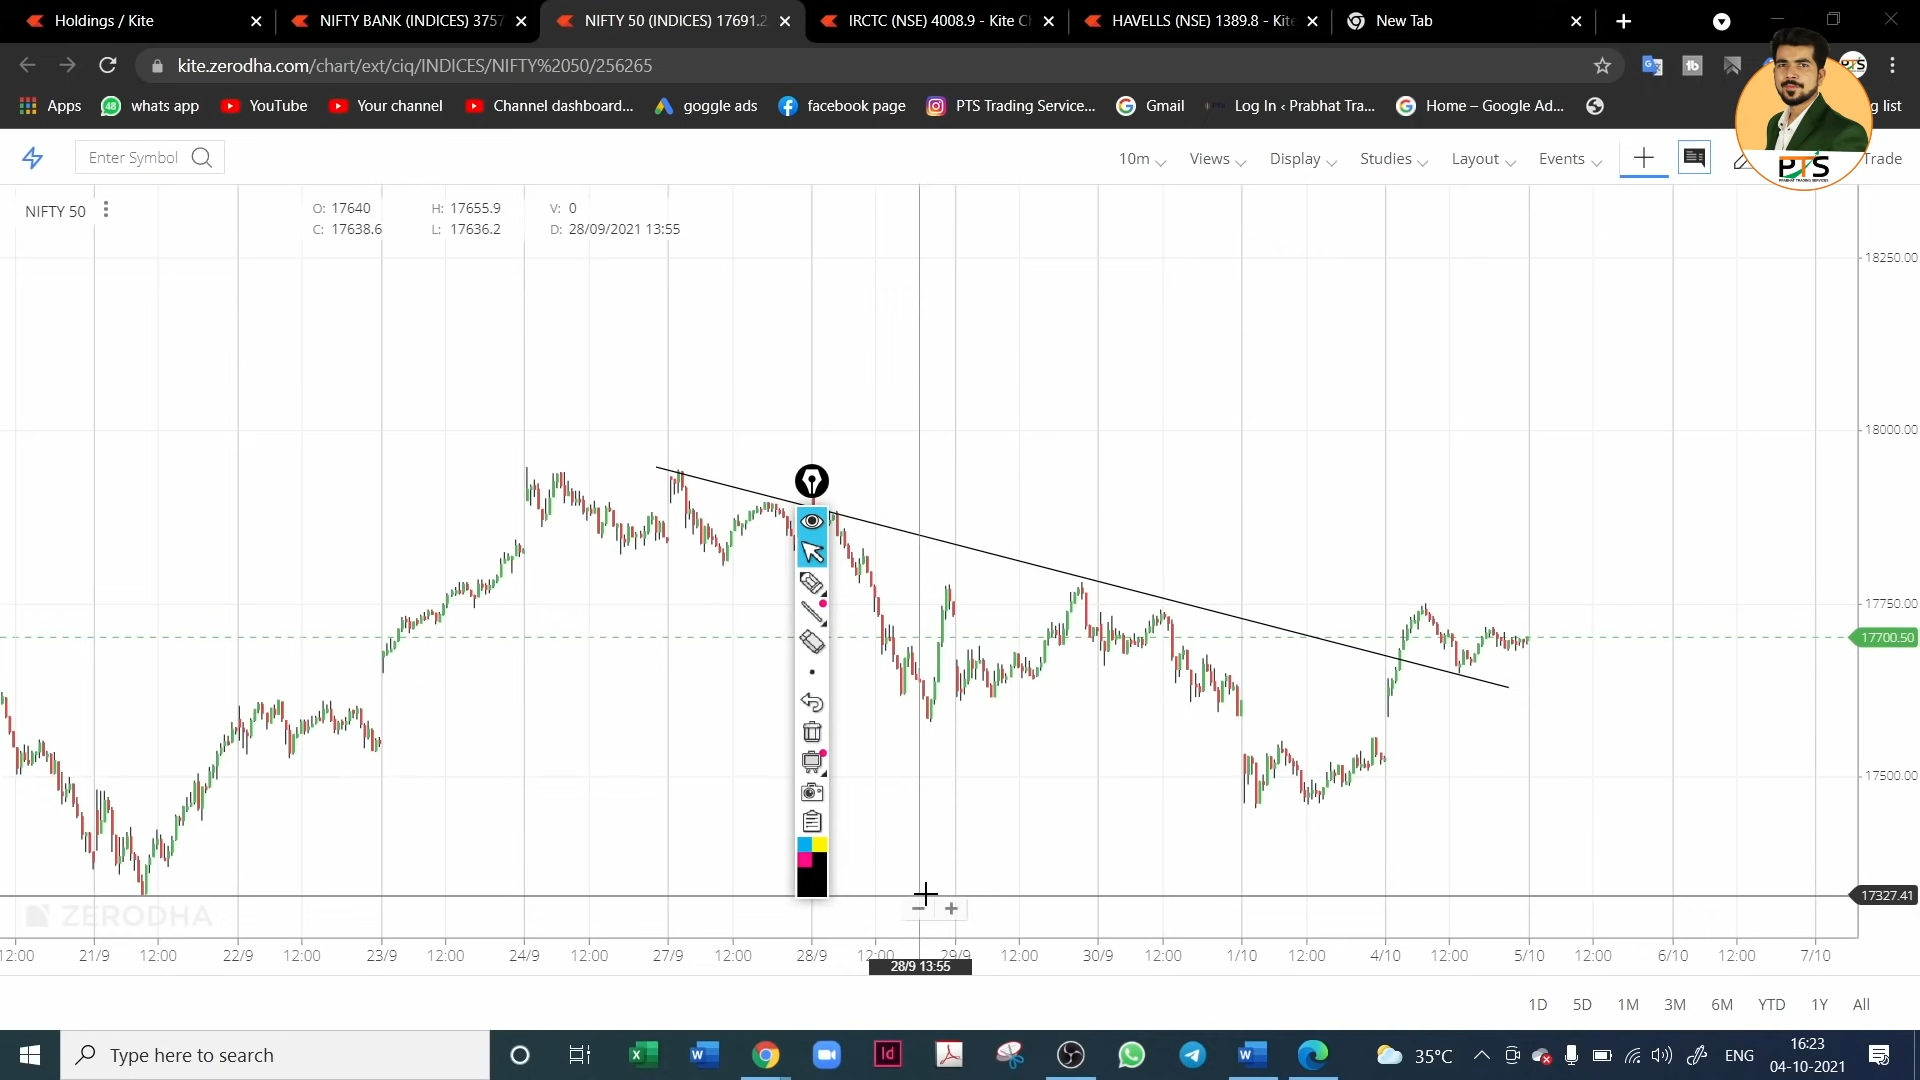 Holdings / Kite
NIFTY BANK (INDICES) 3757
NIFTY 50 (INDICES) 17691.2
IRCTC (NSE) 4008.9 - Kite
HAVELLS (NSE) 1389.8 - Kite
New Tab
kite.zerodha.com/chart/ext/ciq/INDICES/NIFTY%2050/256265
Apps
48
whats app
YouTube
Your channel
Channel dashboard...
goggle ads
facebook page
PTS Trading Service...
Gmail
Log In ‹ Prabhat Tra...
Home – Google Ad...
g list
Enter Symbol
10m
Views
Display
Studies
Layout
Events
Trade
PTS
PRABHAT TRADING SERVICES
NIFTY 50
O: 17640
H: 17655.9
V: 0
C: 17638.6
L: 17636.2
D: 28/09/2021 13:55
18250.00
18000.00
17750.00
17700.50
17500.00
17327.41
ZERODHA
12:00 21/9 12:00 22/9 12:00 23/9 12:00 24/9 12:00 27/9 12:00 28/9 12:00 29/9 12:00 30/9 12:00 1/10 12:00 4/10 12:00 5/10 12:00 6/10 12:00 7/10
28/9 13:55
1D 5D 1M 3M 6M YTD 1Y All
Type here to search
35°C
ENG
16:23
04-10-2021